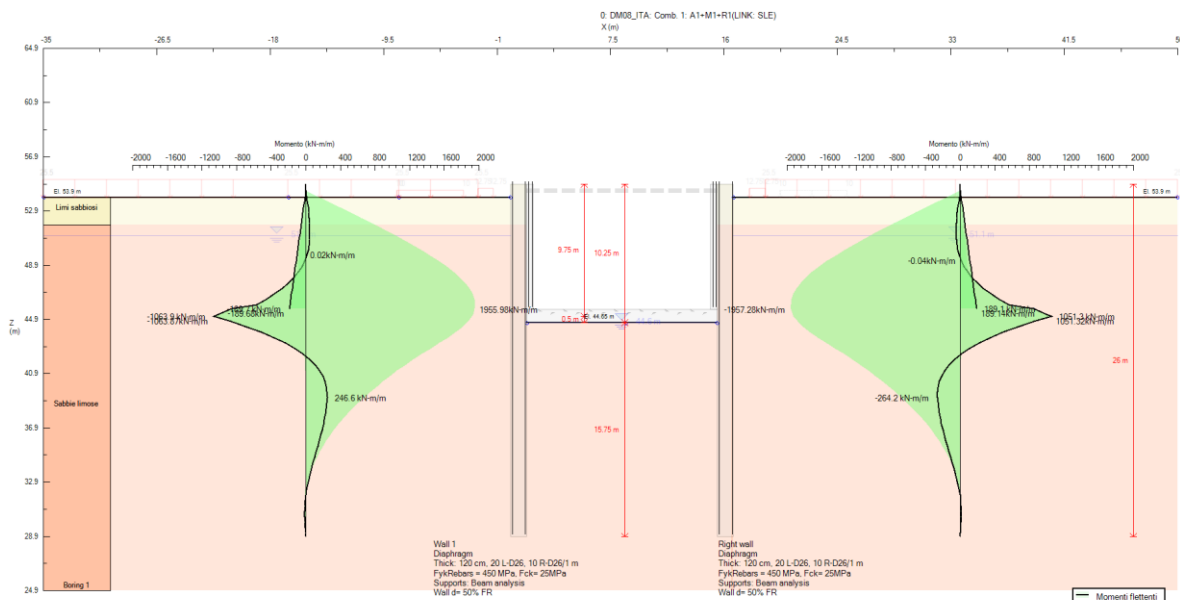 0: DM08_ITA: Comb. 1: A1+M1+R1(LINK: SLE)
X (m)
-35 -26.5 -18 -9.5 -1 7.5 16 24.5 33 41.5
64.9
60.9
56.9
52.9
48.9
44.9
40.9
36.9
32.9
28.9
24.9
Z
(m)
Momento (kN-m/m)
-2000 -1600 -1200 -800 -400 0 400 800 1200 1600 2000
Momento (kN-m/m)
-2000 -1600 -1200 -800 -400 0 400 800 1200 1600 2000
El. 53.9 m
El. 53.9 m
Limi sabbiosi
0.02kN-m/m
9.75 m
10.25 m
-0.04kN-m/m
-1063.9kN-m/m
-1063.87kN-m/m
-189.68kN-m/m
1955.98kN-m/m
0.5 m
El. 44.65 m
-1957.28kN-m/m
189.14kN-m/m
1051.3 kN-m/m
1051.32kN-m/m
26 m
Sabbie limose
246.6 kN-m/m
-264.2 kN-m/m
15.75 m
Boring 1
Wall 1
Diaphragm
Thick: 120 cm, 20 L-D26, 10 R-D26/1 m
FykRebars = 450 MPa, Fck= 25MPa
Supports: Beam analysis
Wall d= 50% FR
Right wall
Diaphragm
Thick: 120 cm, 20 L-D26, 10 R-D26/1 m
FykRebars = 450 MPa, Fck= 25MPa
Supports: Beam analysis
Wall d= 50% FR
Momenti flettenti